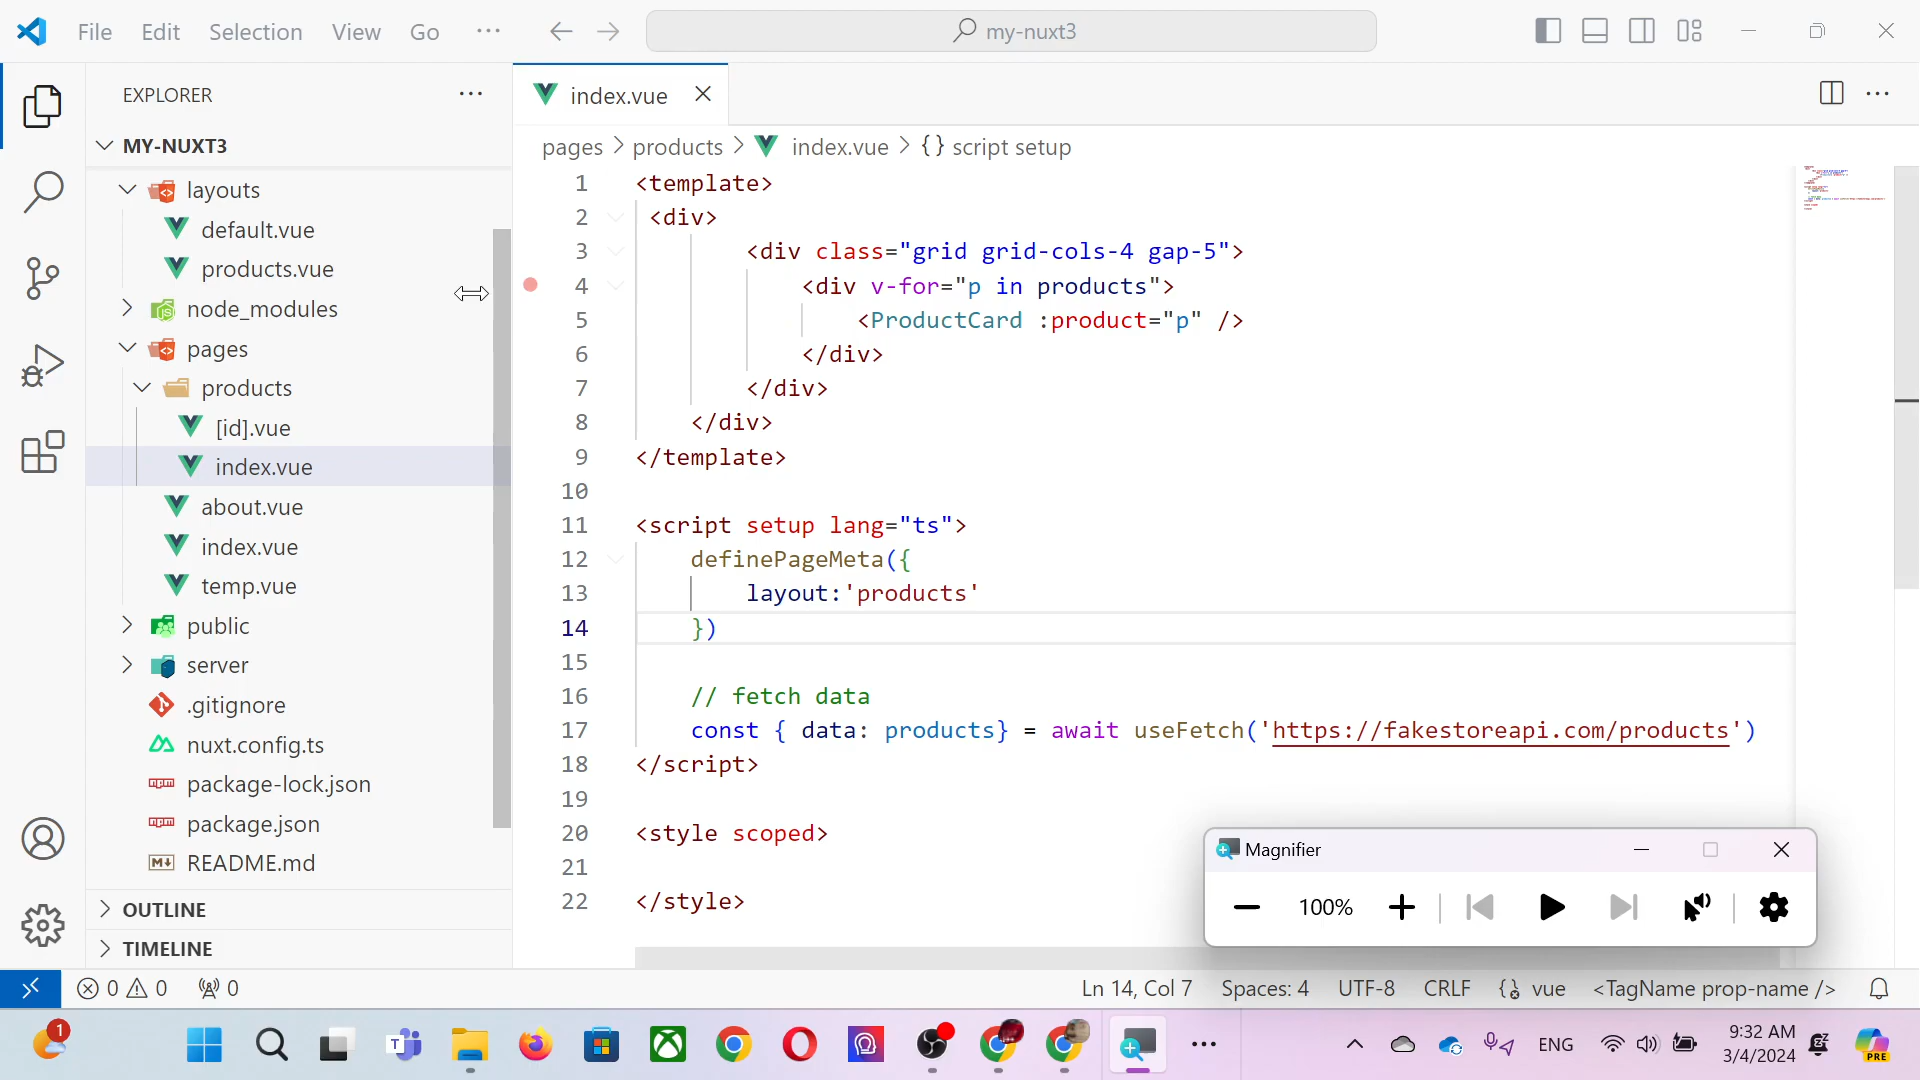 File Edit Selection View Go ··· my-nuxt3
EXPLORER ···
index.vue
MY-NUXT3
layouts
default.vue
products.vue
node_modules
pages
products
[id].vue
index.vue
about.vue
index.vue
temp.vue
public
server
.gitignore
nuxt.config.ts
package-lock.json
package.json
README.md
OUTLINE
TIMELINE
pages > products > index.vue > {} script setup
1 <template>
2 <div>
3 <div class="grid grid-cols-4 gap-5">
4 <div v-for="p in products">
5 <ProductCard :product="p" />
6 </div>
7 </div>
8 </div>
9 </template>
10
11 <script setup lang="ts">
12 definePageMeta({
13 layout:'products'
14 })
15
16 // fetch data
17 const { data: products} = await useFetch('https://fakestoreapi.com/products')
18 </script>
19
20 <style scoped>
21
22 </style>
Magnifier
100%
0 0 0 Ln 14, Col 7 Spaces: 4 UTF-8 CRLF vue <TagName prop-name />
1 ENG 9:32 AM
3/4/2024
PRE